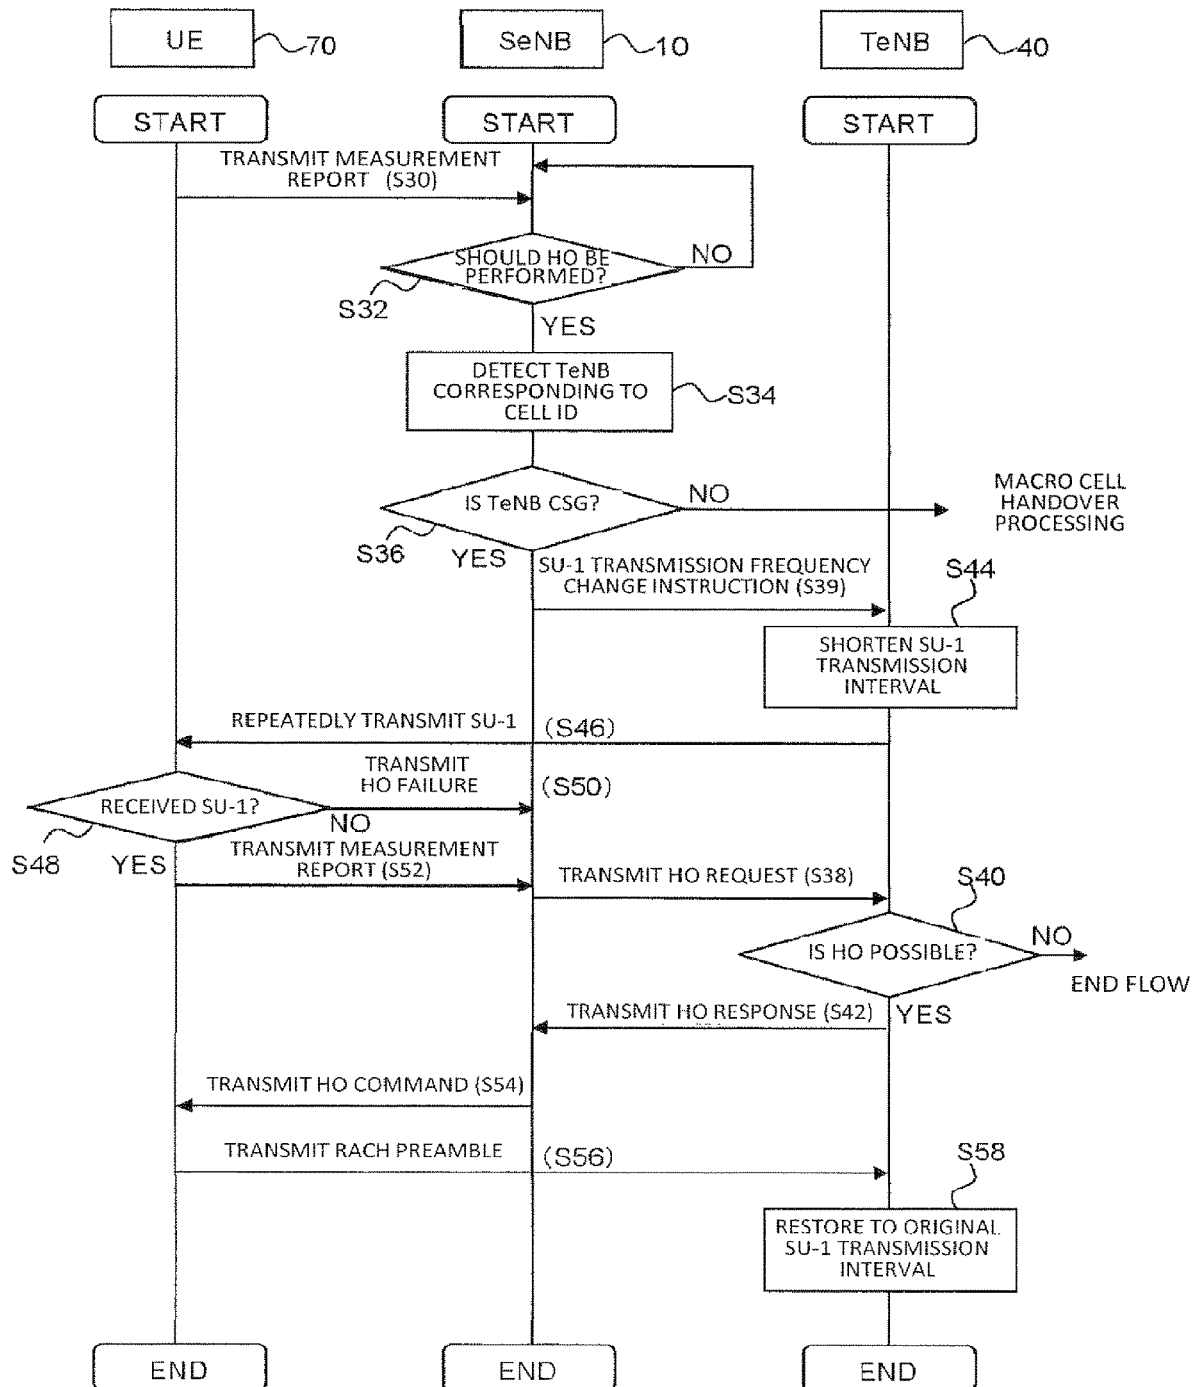 UE
70
SeNB
10
TeNB
40
START
START
START
TRANSMIT MEASUREMENT
REPORT (S30)
SHOULD HO BE
PERFORMED?
NO
S32
YES
DETECT TeNB
CORRESPONDING TO
CELL ID
S34
IS TeNB CSG?
NO
MACRO CELL
HANDOVER
PROCESSING
S36
YES
SU-1 TRANSMISSION FREQUENCY
CHANGE INSTRUCTION (S39)
S44
SHORTEN SU-1
TRANSMISSION
INTERVAL
REPEATEDLY TRANSMIT SU-1
(S46)
TRANSMIT
HO FAILURE
(S50)
RECEIVED SU-1?
NO
S48
YES
TRANSMIT MEASUREMENT
REPORT (S52)
TRANSMIT HO REQUEST (S38)
S40
IS HO POSSIBLE?
NO
END FLOW
TRANSMIT HO RESPONSE (S42)
YES
TRANSMIT HO COMMAND (S54)
TRANSMIT RACH PREAMBLE
(S56)
S58
RESTORE TO ORIGINAL
SU-1 TRANSMISSION
INTERVAL
END
END
END